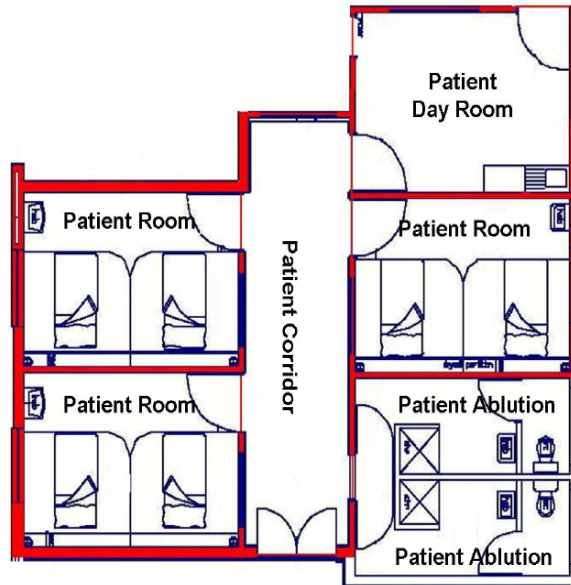 Patient
Day Room
Patient Room
Patient Room
Patient Corridor
Patient Room
Patient Ablution
Patient Ablution